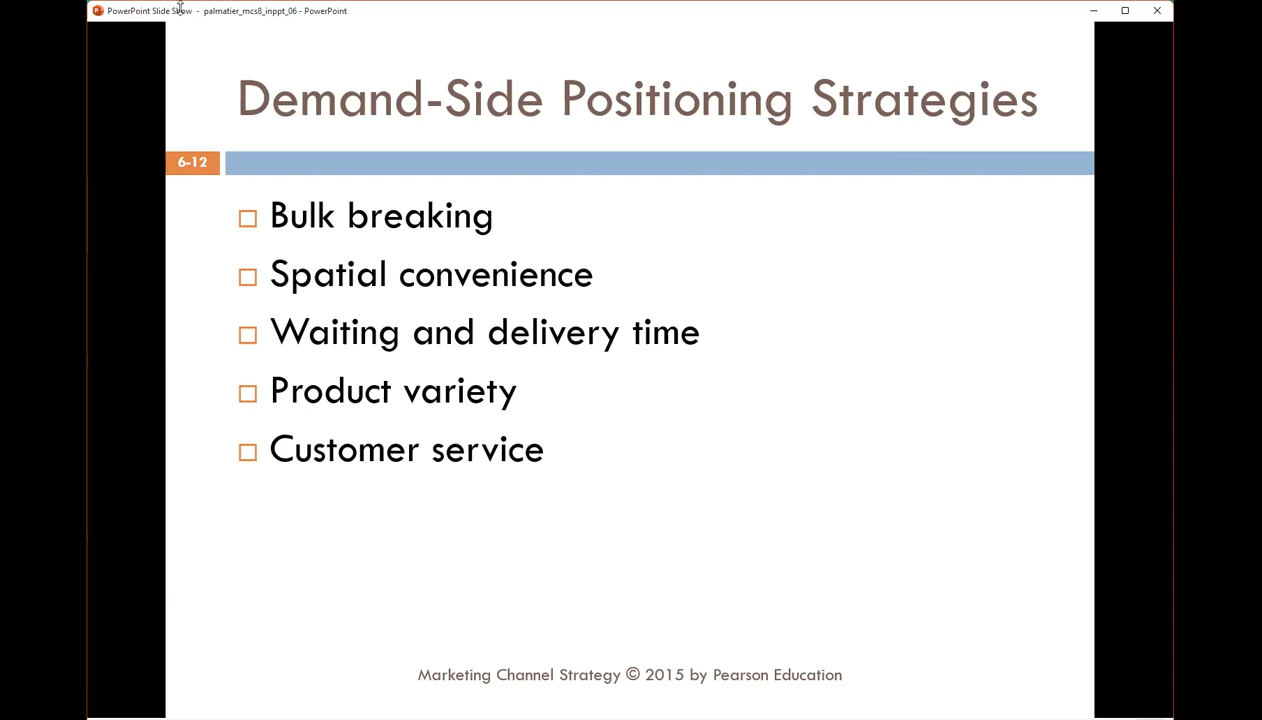 PowerPoint Slide Show - palmatier_mcs8_inppt_06 - PowerPoint
Demand-Side Positioning Strategies
6-12
Bulk breaking
Spatial convenience
Waiting and delivery time
Product variety
Customer service
Marketing Channel Strategy © 2015 by Pearson Education